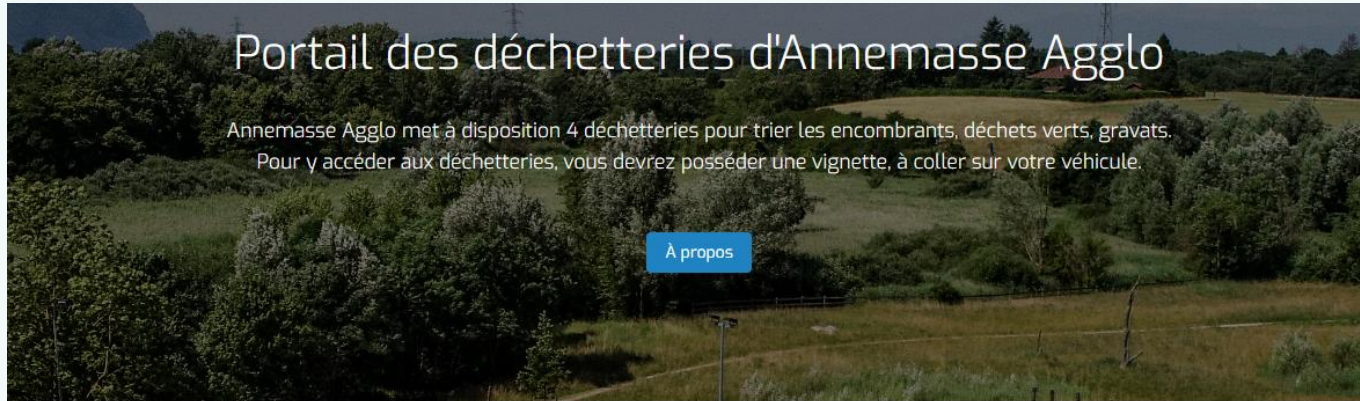 Portail des déchetteries d'Annemasse Agglo
Annemasse Agglo met à disposition 4 déchetteries pour trier les encombrants, déchets verts, gravats.
Pour y accéder aux déchetteries, vous devrez posséder une vignette, à coller sur votre véhicule.
À propos